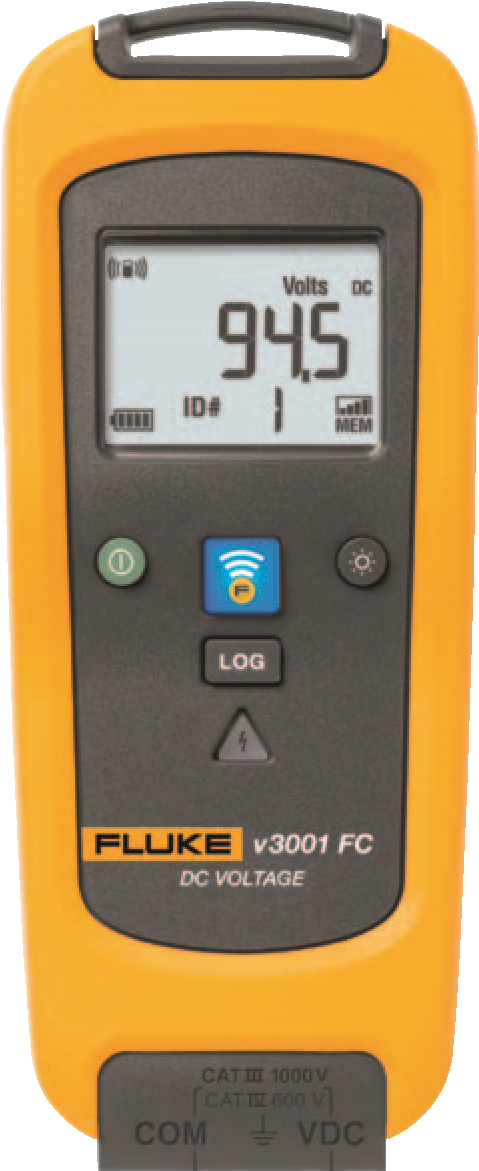 Volts DC
94.5
ID# 1
MEM
F
LOG
FLUKE v3001 FC
DC VOLTAGE
CAT III 1000V
CAT IV 600 V
COM VDC